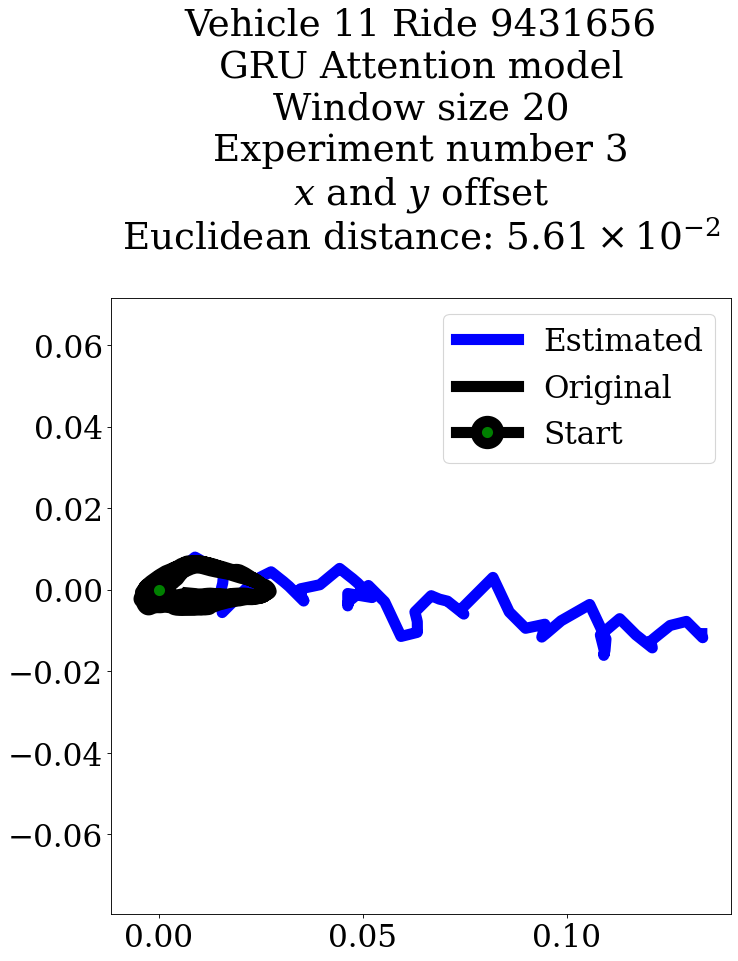 Vehicle 11 Ride 9431656
GRU Attention model
Window size 20
Experiment number 3
x and y offset
Euclidean distance: 5.61 × 10⁻²
Estimated
Original
Start
0.06
0.04
0.02
0.00
−0.02
−0.04
−0.06
0.00 0.05 0.10